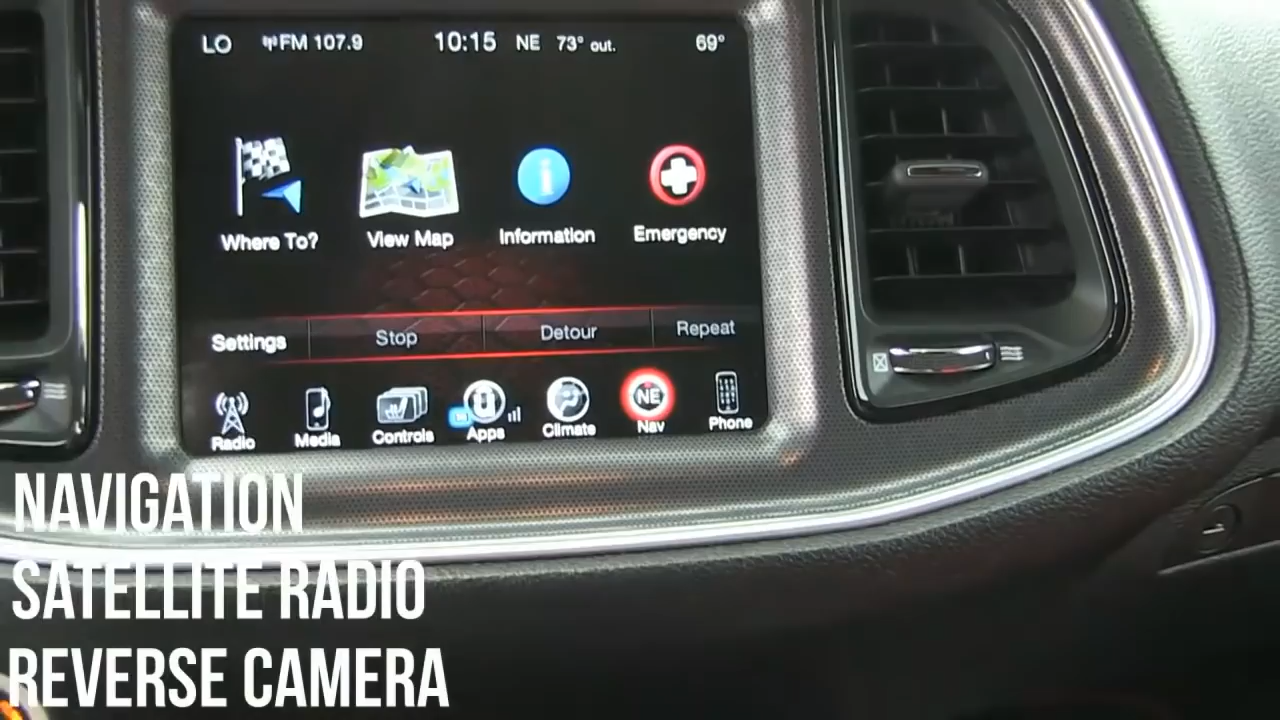 LO FM 107.9 10:15 NE 73° out. 69°
Where To? View Map Information Emergency
Settings Stop Detour Repeat
NE
Radio Media Controls Apps Climate Nav Phone
NAVIGATION
SATELLITE RADIO
REVERSE CAMERA